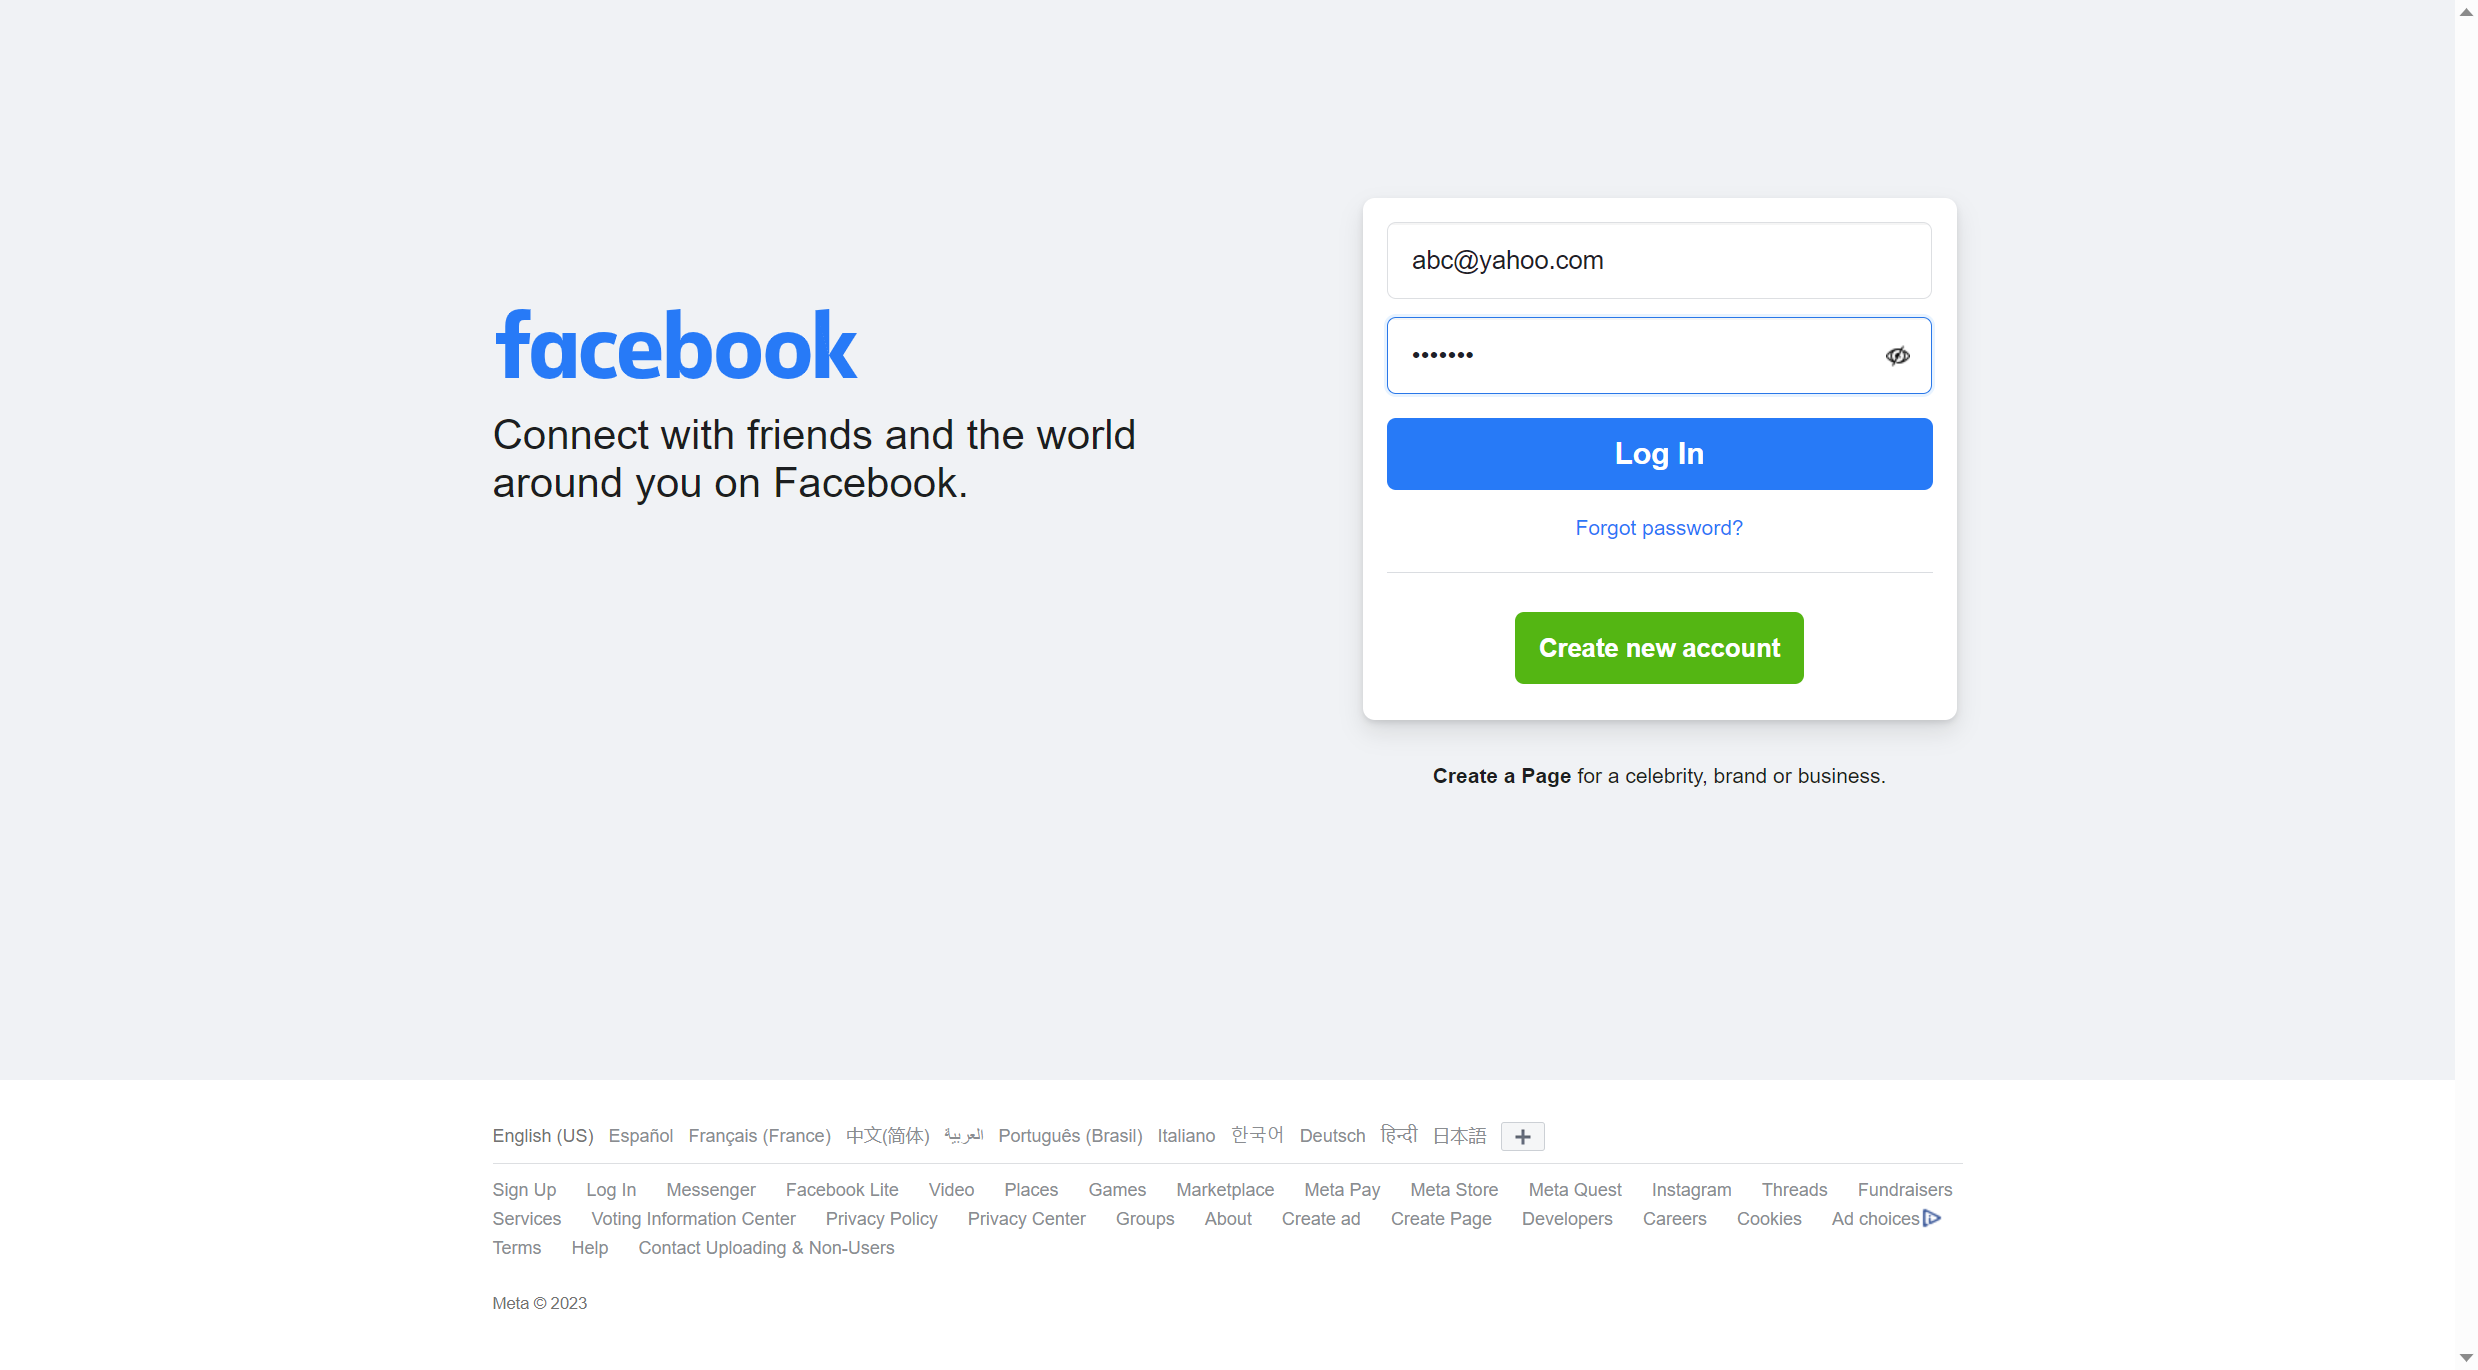 facebook
Connect with friends and the world
around you on Facebook.
abc@yahoo.com
•••••••
Log In
Forgot password?
Create new account
Create a Page for a celebrity, brand or business.
English (US) Español Français (France) 中文(简体) العربية Português (Brasil) Italiano 한국어 Deutsch हिन्दी 日本語 +
Sign Up Log In Messenger Facebook Lite Video Places Games Marketplace Meta Pay Meta Store Meta Quest Instagram Threads Fundraisers
Services Voting Information Center Privacy Policy Privacy Center Groups About Create ad Create Page Developers Careers Cookies Ad choices
Terms Help Contact Uploading & Non-Users
Meta © 2023